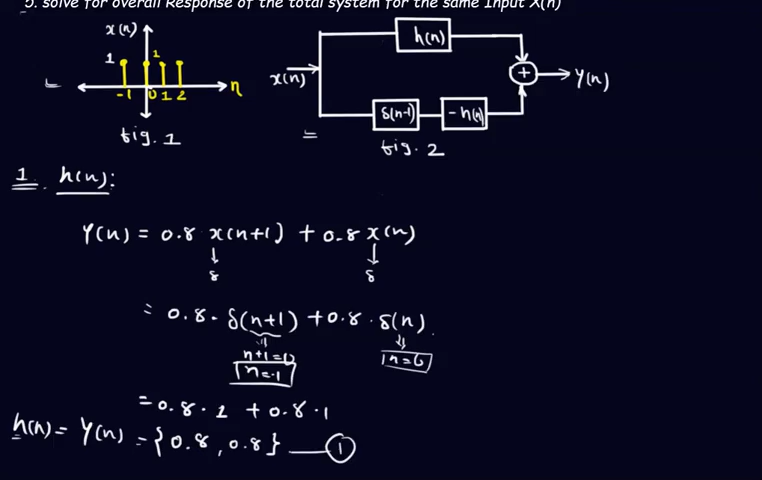 5. solve for overall Response of the total system for the same Input X(n)
x(n)
1 1
-1 0 1 2 n
fig. 1
x(n)
h(n)
δ(n-1) -h(n)
+
y(n)
fig. 2
1. h(n):
y(n) = 0.8 x(n+1) + 0.8 x(n)
δ δ
= 0.8 . δ(n+1) + 0.8 . δ(n)
n+1=0
n=-1 n=0
= 0.8 . 1 + 0.8 . 1
h(n) = y(n) = {0.8, 0.8} — 1